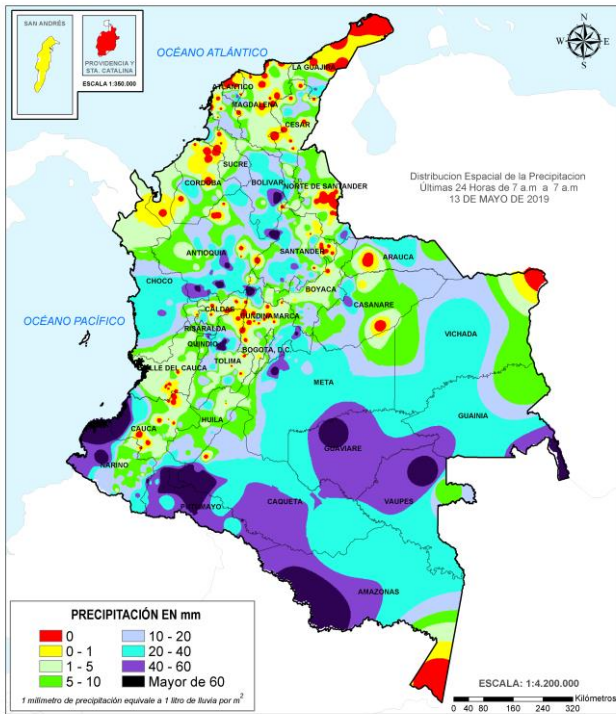 SAN ANDRÉS
PROVIDENCIA Y
STA. CATALINA
ESCALA 1:350.000
OCÉANO ATLÁNTICO
N
W E
S
LA GUAJIRA
ATLANTICO
MAGDALENA
CESAR
Distribucion Espacial de la Precipitacion
Últimas 24 Horas de 7 a.m a 7 a.m
13 DE MAYO DE 2019
SUCRE
CORDOBA
BOLIVAR
NORTE DE SANTANDER
ANTIOQUIA
SANTANDER
ARAUCA
CHOCO
BOYACA
CASANARE
OCÉANO PACÍFICO
CALDAS
CUNDINAMARCA
RISARALDA
VICHADA
QUINDIO
BOGOTA, D.C.
TOLIMA
VALLE DEL CAUCA
META
GUAINIA
HUILA
CAUCA
GUAVIARE
NARIÑO
PUTUMAYO
CAQUETA
VAUPES
AMAZONAS
PRECIPITACIÓN EN mm
0 10 - 20
0 - 1 20 - 40
1 - 5 40 - 60
5 - 10 Mayor de 60
1 milímetro de precipitación equivale a 1 litro de lluvia por m²
ESCALA: 1:4.200.000
Kilómetros
0 40 80 160 240 320